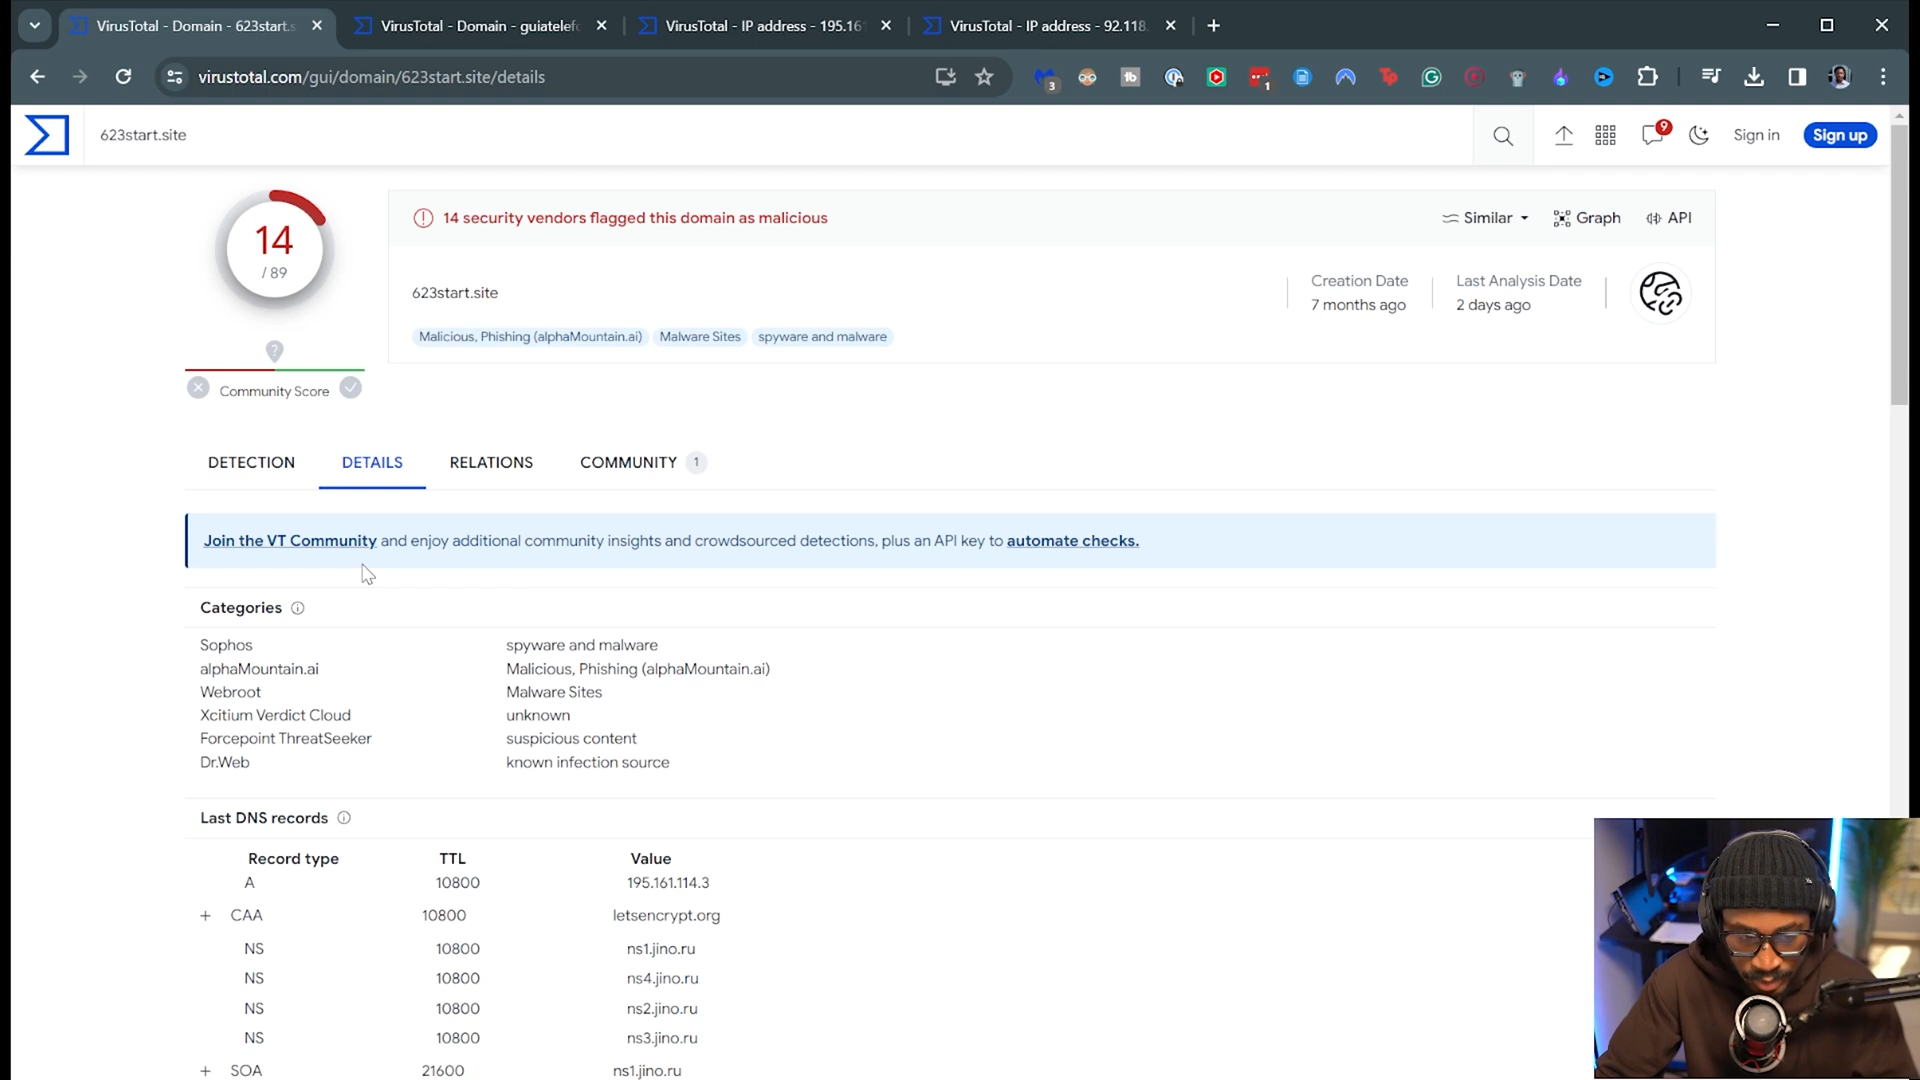 VirusTotal - Domain - 623start.s
VirusTotal - Domain - guiatelefo
VirusTotal - IP address - 195.161
VirusTotal - IP address - 92.118.
virustotal.com/gui/domain/623start.site/details
3
1
623start.site
9
Sign in
Sign up
14
/ 89
14 security vendors flagged this domain as malicious
Similar
Graph
API
623start.site
Creation Date
7 months ago
Last Analysis Date
2 days ago
Malicious, Phishing (alphaMountain.ai)
Malware Sites
spyware and malware
?
Community Score
DETECTION
DETAILS
RELATIONS
COMMUNITY 1
Join the VT Community and enjoy additional community insights and crowdsourced detections, plus an API key to automate checks.
Categories
Sophos spyware and malware
alphaMountain.ai Malicious, Phishing (alphaMountain.ai)
Webroot Malware Sites
Xcitium Verdict Cloud unknown
Forcepoint ThreatSeeker suspicious content
Dr.Web known infection source
Last DNS records
Record type TTL Value
A 10800 195.161.114.3
+ CAA 10800 letsencrypt.org
NS 10800 ns1.jino.ru
NS 10800 ns4.jino.ru
NS 10800 ns2.jino.ru
NS 10800 ns3.jino.ru
+ SOA 21600 ns1.jino.ru